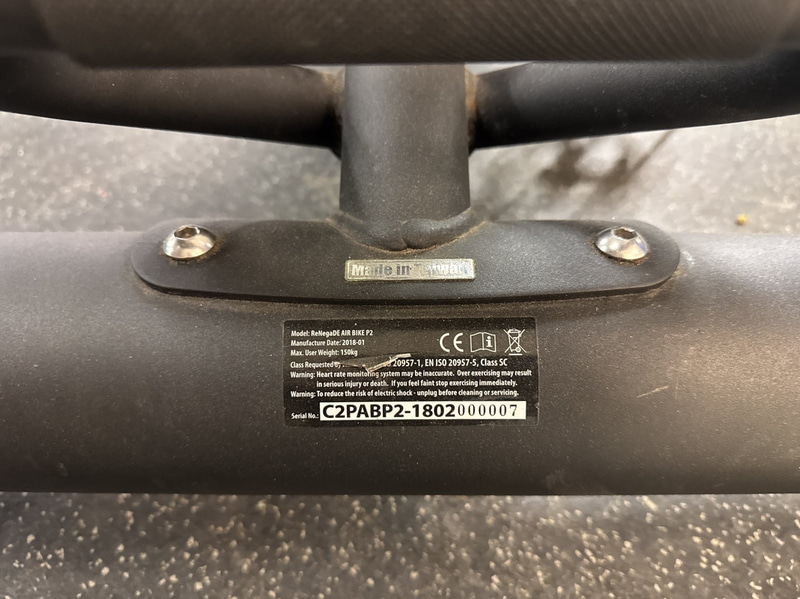 Made in Taiwan
Model: ReNegaDE AIR BIKE P2
Manufacture Date: 2018-01
Max. User Weight: 150kg
Class Requested By 20957-1, EN ISO 20957-5, Class SC
Warning: Heart rate monitoring system may be inaccurate. Over exercising may result
in serious injury or death. If you feel faint stop exercising immediately.
Warning: To reduce the risk of electric shock - unplug before cleaning or servicing.
CE
Serial No.: C2PABP2-1802000007